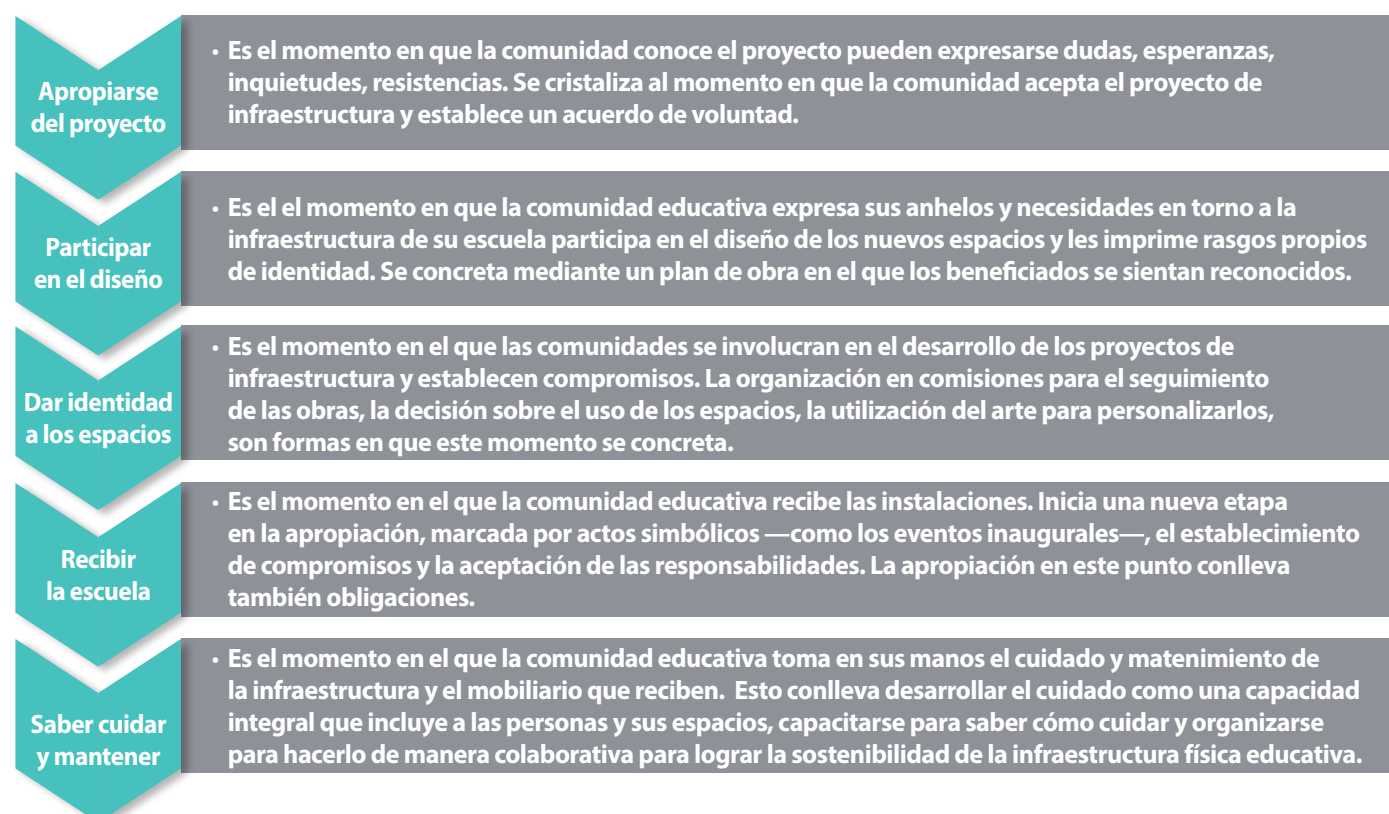 Apropiarse
del proyecto
• Es el momento en que la comunidad conoce el proyecto pueden expresarse dudas, esperanzas,
inquietudes, resistencias. Se cristaliza al momento en que la comunidad acepta el proyecto de
infraestructura y establece un acuerdo de voluntad.
Participar
en el diseño
• Es el el momento en que la comunidad educativa expresa sus anhelos y necesidades en torno a la
infraestructura de su escuela participa en el diseño de los nuevos espacios y les imprime rasgos propios
de identidad. Se concreta mediante un plan de obra en el que los beneficiados se sientan reconocidos.
Dar identidad
a los espacios
• Es el momento en el que las comunidades se involucran en el desarrollo de los proyectos de
infraestructura y establecen compromisos. La organización en comisiones para el seguimiento
de las obras, la decisión sobre el uso de los espacios, la utilización del arte para personalizarlos,
son formas en que este momento se concreta.
Recibir
la escuela
• Es el momento en el que la comunidad educativa recibe las instalaciones. Inicia una nueva etapa
en la apropiación, marcada por actos simbólicos —como los eventos inaugurales—, el establecimiento
de compromisos y la aceptación de las responsabilidades. La apropiación en este punto conlleva
también obligaciones.
Saber cuidar
y mantener
• Es el momento en el que la comunidad educativa toma en sus manos el cuidado y matenimiento de
la infraestructura y el mobiliario que reciben. Esto conlleva desarrollar el cuidado como una capacidad
integral que incluye a las personas y sus espacios, capacitarse para saber cómo cuidar y organizarse
para hacerlo de manera colaborativa para lograr la sostenibilidad de la infraestructura física educativa.